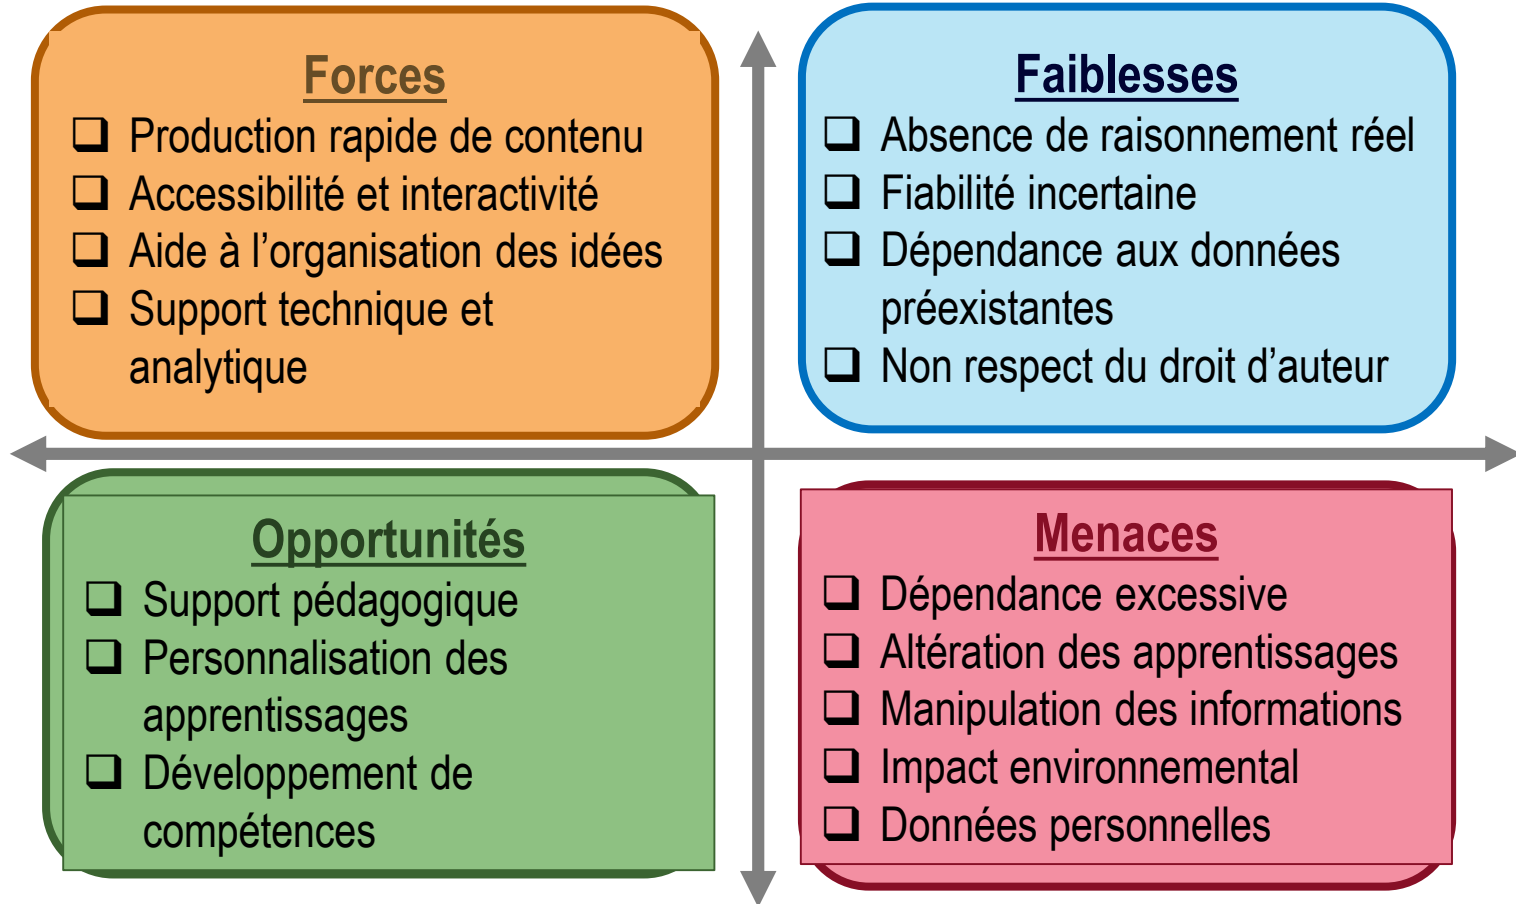 Forces
❑ Production rapide de contenu
❑ Accessibilité et interactivité
❑ Aide à l’organisation des idées
❑ Support technique et
analytique
Faiblesses
❑ Absence de raisonnement réel
❑ Fiabilité incertaine
❑ Dépendance aux données
préexistantes
❑ Non respect du droit d’auteur
Opportunités
❑ Support pédagogique
❑ Personnalisation des
apprentissages
❑ Développement de
compétences
Menaces
❑ Dépendance excessive
❑ Altération des apprentissages
❑ Manipulation des informations
❑ Impact environnemental
❑ Données personnelles